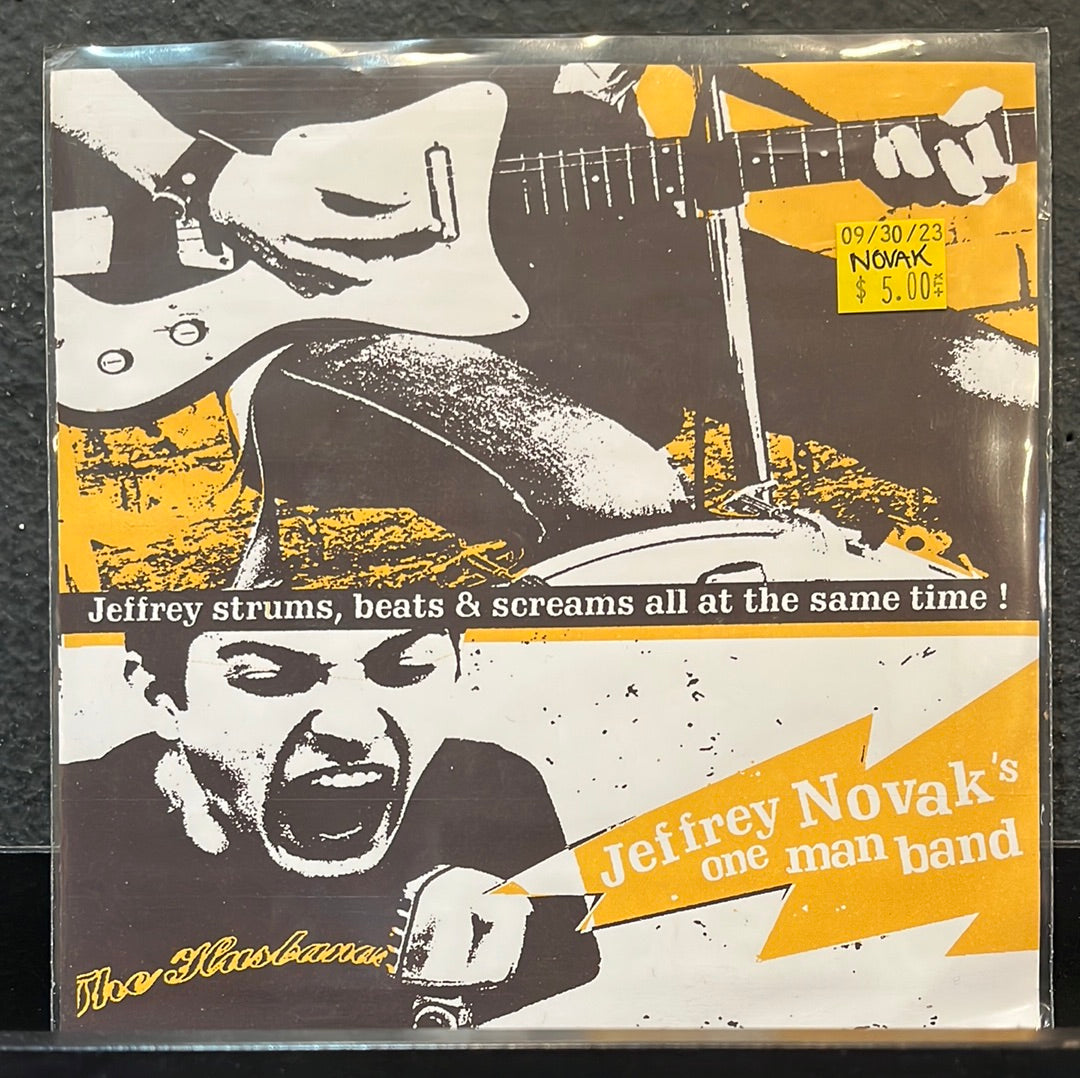 09/30/23
NOVAK
$ 5.00+TX
Jeffrey strums, beats & screams all at the same time !
Jeffrey Novak's
one man band
The Husbands